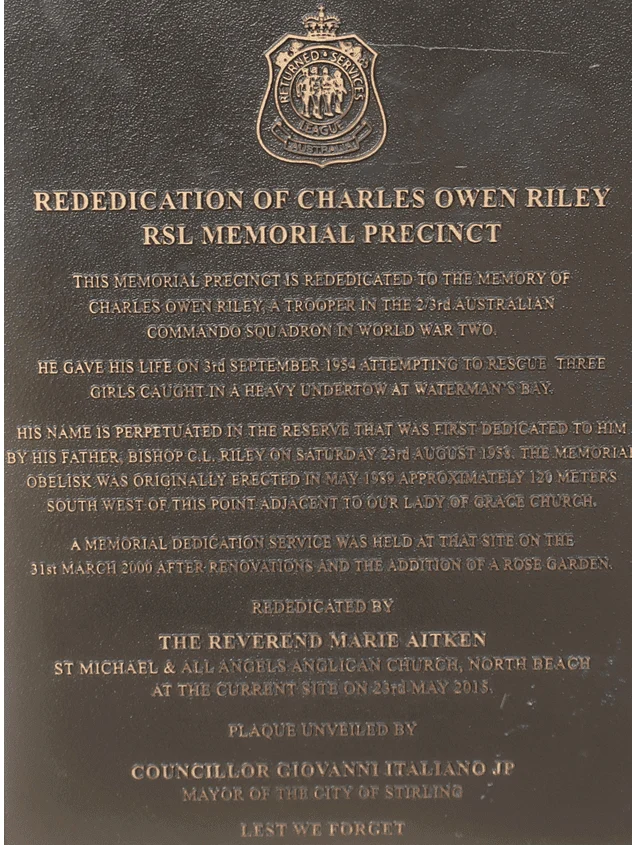 RETURNED & SERVICES
LEAGUE
AUSTRALIA
REDEDICATION OF CHARLES OWEN RILEY
RSL MEMORIAL PRECINCT
THIS MEMORIAL PRECINCT IS REDEDICATED TO THE MEMORY OF
CHARLES OWEN RILEY, A TROOPER IN THE 2/3rd AUSTRALIAN
COMMANDO SQUADRON IN WORLD WAR TWO.
HE GAVE HIS LIFE ON 3rd SEPTEMBER 1954 ATTEMPTING TO RESCUE THREE
GIRLS CAUGHT IN A HEAVY UNDERTOW AT WATERMAN'S BAY.
HIS NAME IS PERPETUATED IN THE RESERVE THAT WAS FIRST DEDICATED TO HIM
BY HIS FATHER, BISHOP C.L. RILEY ON SATURDAY 23rd AUGUST 1958. THE MEMORIAL
OBELISK WAS ORIGINALLY ERECTED IN MAY 1989 APPROXIMATELY 120 METERS
SOUTH WEST OF THIS POINT ADJACENT TO OUR LADY OF GRACE CHURCH.
A MEMORIAL DEDICATION SERVICE WAS HELD AT THAT SITE ON THE
31st MARCH 2000 AFTER RENOVATIONS AND THE ADDITION OF A ROSE GARDEN.
REDEDICATED BY
THE REVEREND MARIE AITKEN
ST MICHAEL & ALL ANGELS ANGLICAN CHURCH, NORTH BEACH
AT THE CURRENT SITE ON 23rd MAY 2015.
PLAQUE UNVEILED BY
COUNCILLOR GIOVANNI ITALIANO JP
MAYOR OF THE CITY OF STIRLING
LEST WE FORGET